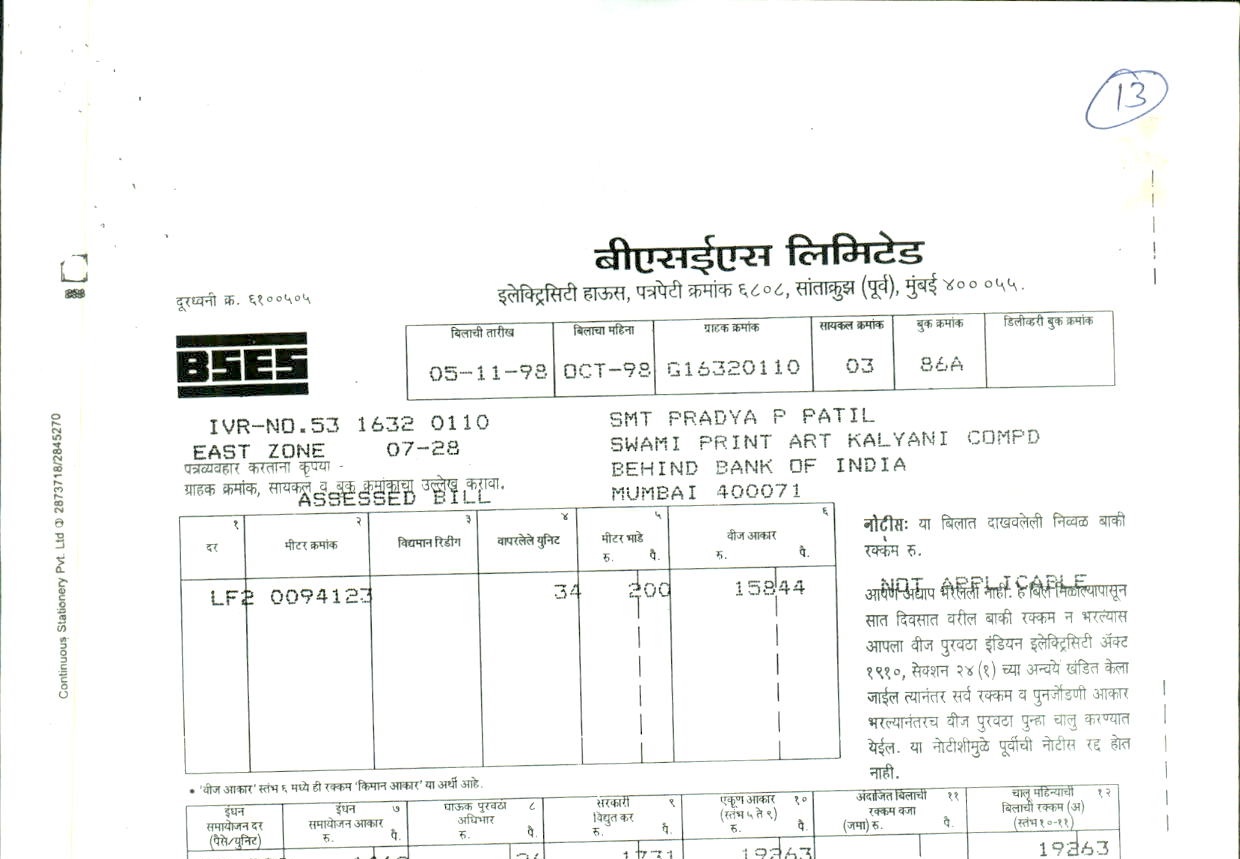 13
बीएसईएस लिमिटेड
इलेक्ट्रिसिटी हाऊस, पत्रपेटी क्रमांक ६८०८, सांताक्रुझ (पूर्व), मुंबई ४०० ०५५.
दूरध्वनी क्र. ६१००५०५
BSES
बिलाची तारीख बिलाचा महिना ग्राहक क्रमांक सायकल क्रमांक बुक क्रमांक डिलीव्हरी बुक क्रमांक
05-11-98 OCT-98 G16320110 03 86A
IVR-NO.53 1632 0110
EAST ZONE 07-28
पत्रव्यवहार करताना कृपया -
ग्राहक क्रमांक, सायकल व बुक क्रमांकाचा उल्लेख करावा.
ASSESSED BILL
SMT PRADYA P PATIL
SWAMI PRINT ART KALYANI COMPD
BEHIND BANK OF INDIA
MUMBAI 400071
१ २ ३ ४ ५ ६
दर मीटर क्रमांक विद्यमान रिडींग वापरलेले युनिट मीटर भाडे वीज आकार
रु. पै. रु. पै.
LF2 0094123 34 200 15844
नोटीसः या बिलात दाखवलेली निव्वळ बाकी
रक्कम रु.
NOT APPLICABLE
आपण अद्याप भरलेली नाही. हे बिल मिळाल्यापासून
सात दिवसात वरील बाकी रक्कम न भरल्यास
आपला वीज पुरवठा इंडियन इलेक्ट्रिसिटी ॲक्ट
१९१०, सेक्शन २४ (१) च्या अन्वये खंडित केला
जाईल त्यानंतर सर्व रक्कम व पुनर्जोडणी आकार
भरल्यानंतरच वीज पुरवठा पुन्हा चालु करण्यात
येईल. या नोटीशीमुळे पूर्वीची नोटीस रद्द होत
नाही.
• 'वीज आकार' स्तंभ ६ मध्ये ही रक्कम 'किमान आकार' या अर्थी आहे.
इंधन समायोजन दर (पैसे/युनिट)
इंधन ७ समायोजन आकार रु. पै.
घाऊक पुरवठा ८ अधिभार रु. पै.
सरकारी ९ विद्युत कर रु. पै.
एकूण आकार १० (स्तंभ ५ ते ९) रु. पै.
अंदाजित बिलाची ११ रक्कम वजा (जमा) रु. पै.
चालू महिन्याची १२ बिलाची रक्कम (अ) (स्तंभ १०-११)
1731 19263 19263
Continuous Stationery Pvt. Ltd ✆ 2873718/2845270